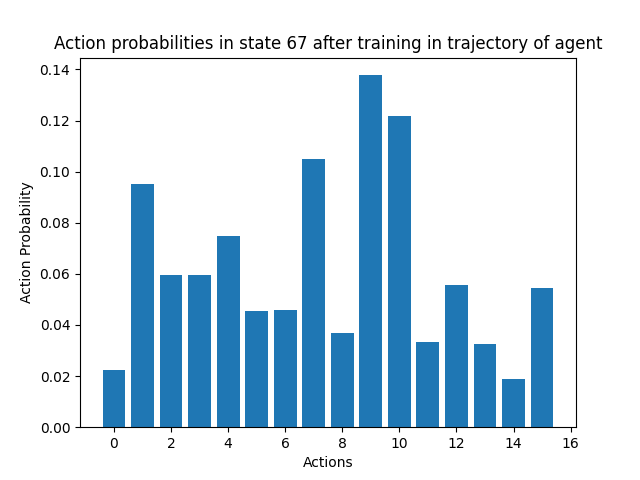 Action probabilities in state 67 after training in trajectory of agent
0.14
0.12
0.10
0.08
0.06
0.04
0.02
0.00
Action Probability
0 2 4 6 8 10 12 14 16
Actions